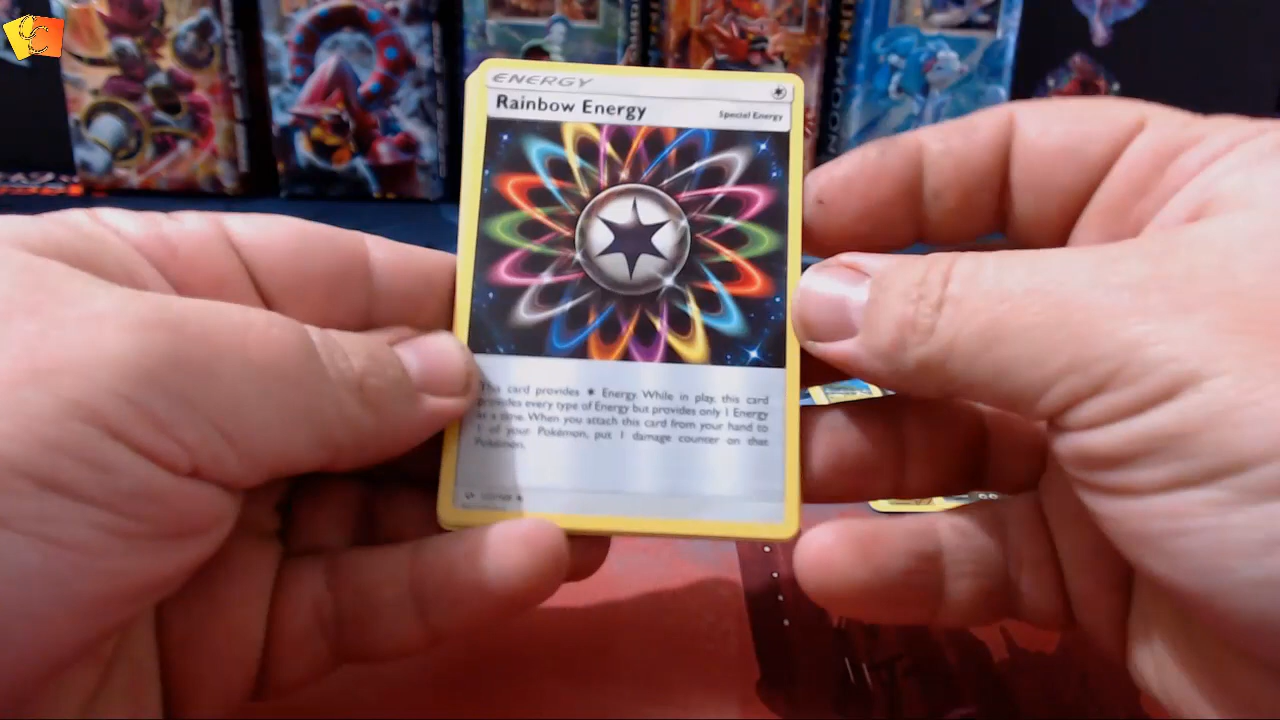 ENERGY
Rainbow Energy
Special Energy
This card provides ✶ Energy. While in play, this card
provides every type of Energy but provides only 1 Energy
at a time. When you attach this card from your hand to
1 of your Pokémon, put 1 damage counter on that
Pokémon.